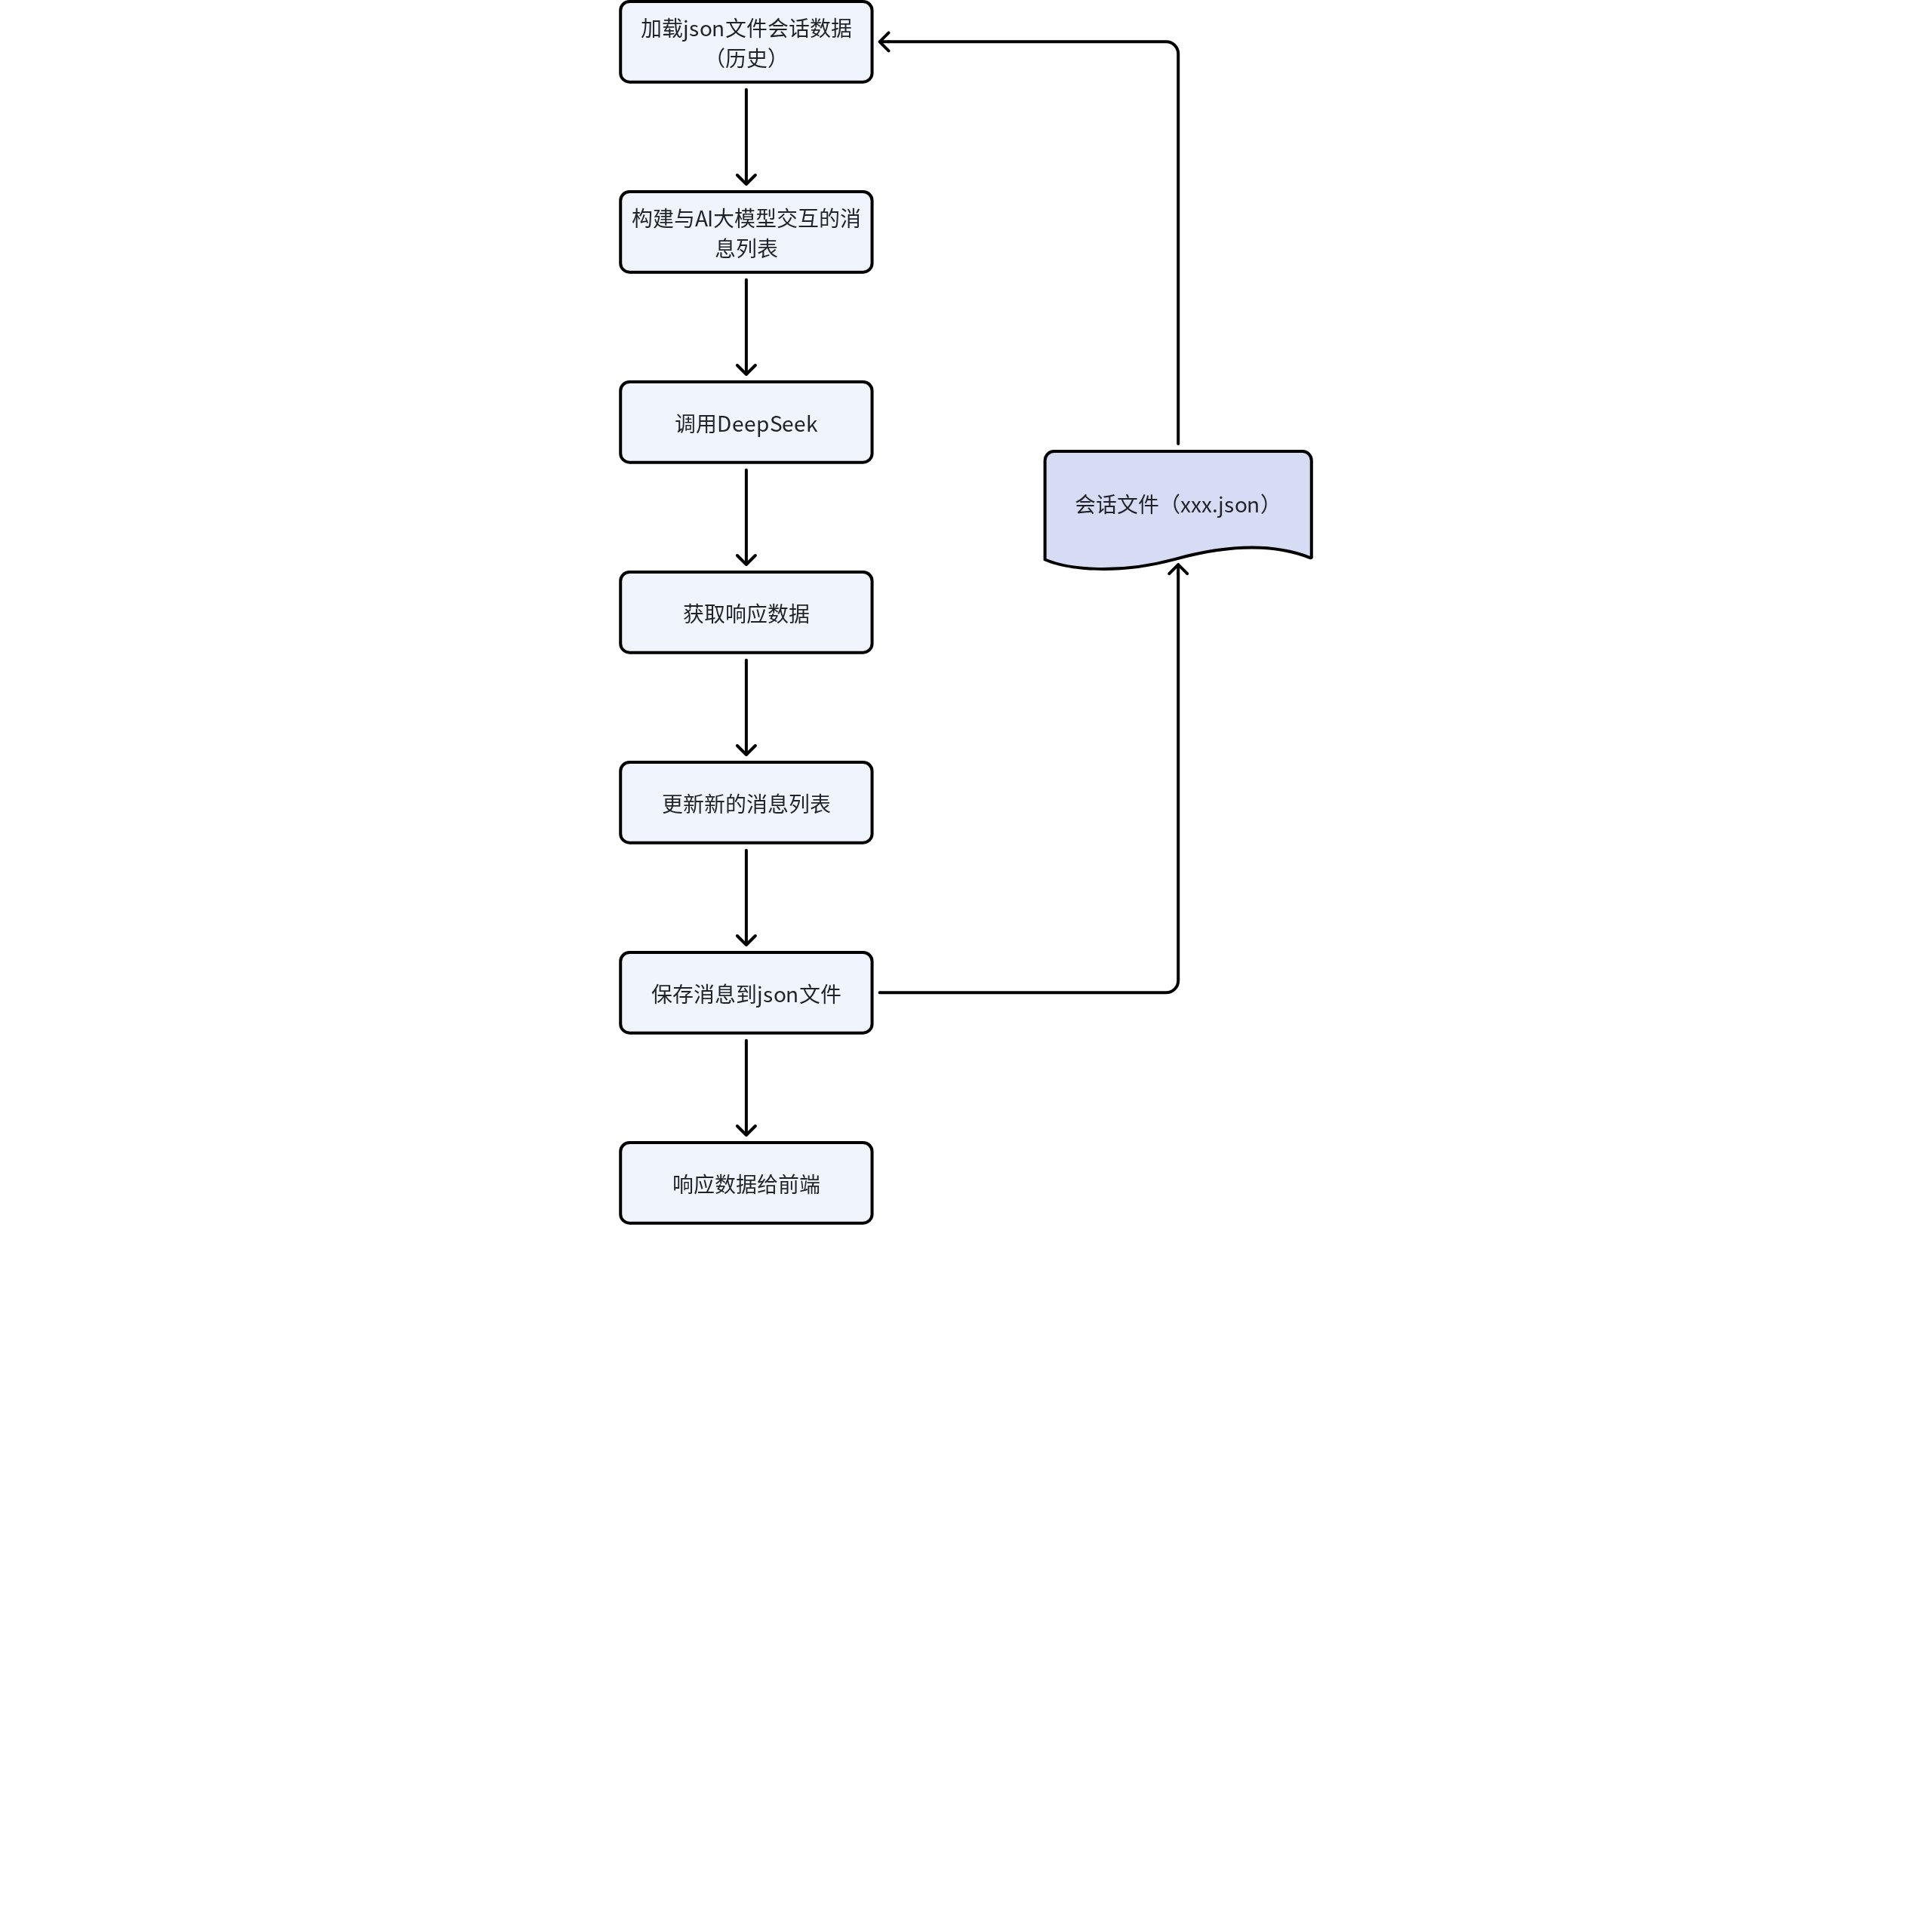 加载json文件会话数据
（历史）
构建与AI大模型交互的消
息列表
调用DeepSeek
会话文件（xxx.json）
获取响应数据
更新新的消息列表
保存消息到json文件
响应数据给前端